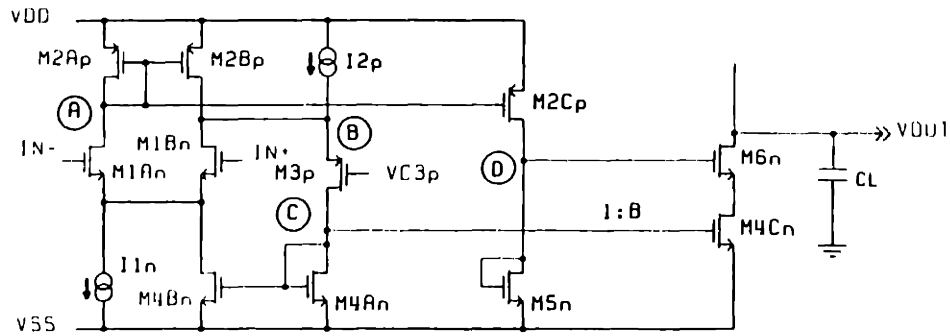 VDD
M2Ap
M2Bp
I2p
M2Cp
A
B
IN-
M1Bn
IN+
M1An
M3p
VC3p
D
M6n
VOUT
CL
C
1:B
M4Cn
I1n
M4Bn
M4An
M5n
VSS